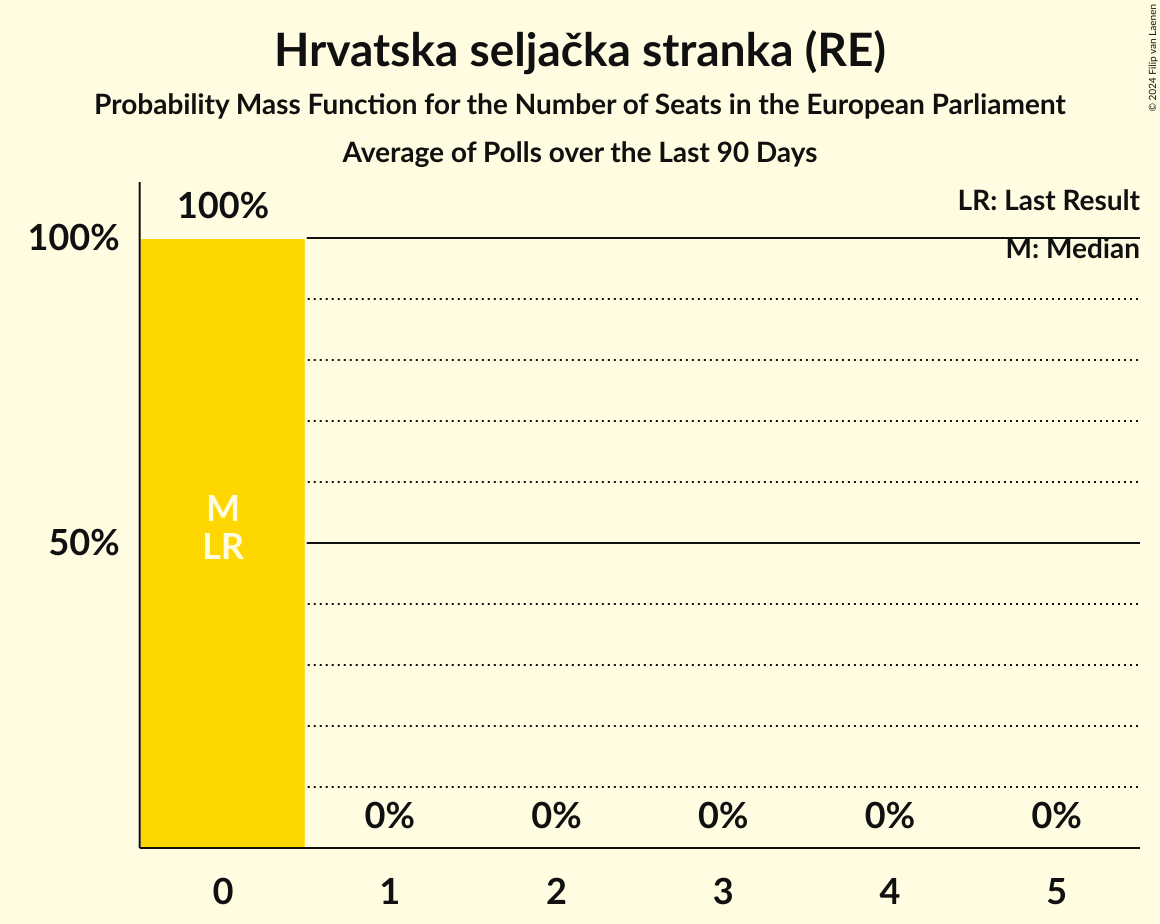 Hrvatska seljačka stranka (RE)
Probability Mass Function for the Number of Seats in the European Parliament
Average of Polls over the Last 90 Days
© 2024 Filip van Laenen
LR: Last Result
M: Median
100%
100%
50%
M
LR
0% 0% 0% 0% 0%
0 1 2 3 4 5